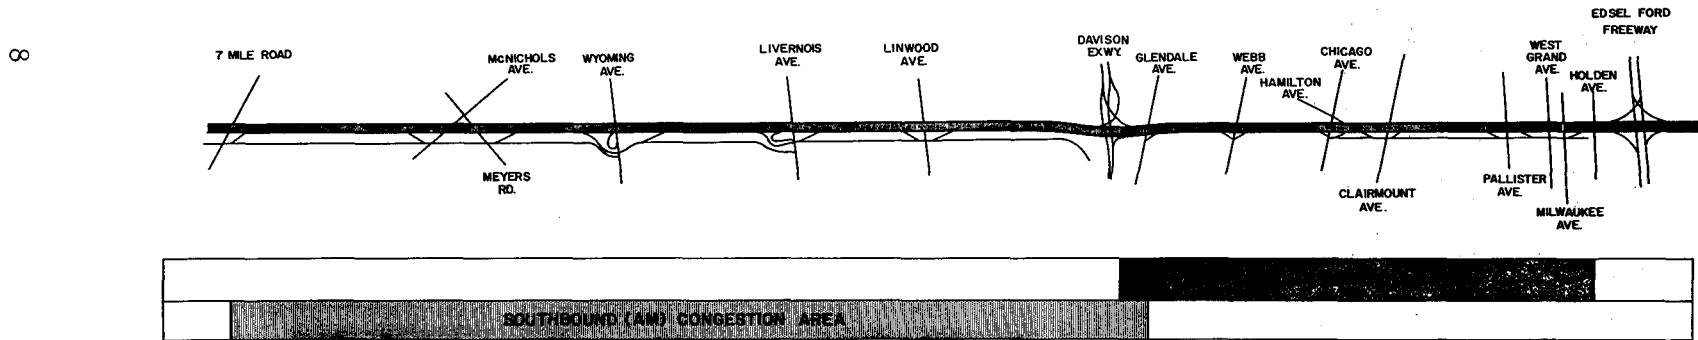 8
7 MILE ROAD
McNICHOLS
AVE.
WYOMING
AVE.
LIVERNOIS
AVE.
LINWOOD
AVE.
DAVISON
EXWY.
GLENDALE
AVE.
WEBB
AVE.
HAMILTON
AVE.
CHICAGO
AVE.
WEST
GRAND
AVE.
HOLDEN
AVE.
EDSEL FORD
FREEWAY
MEYERS
RD.
CLAIRMOUNT
AVE.
PALLISTER
AVE.
MILWAUKEE
AVE.
SOUTHBOUND (AM) CONGESTION AREA